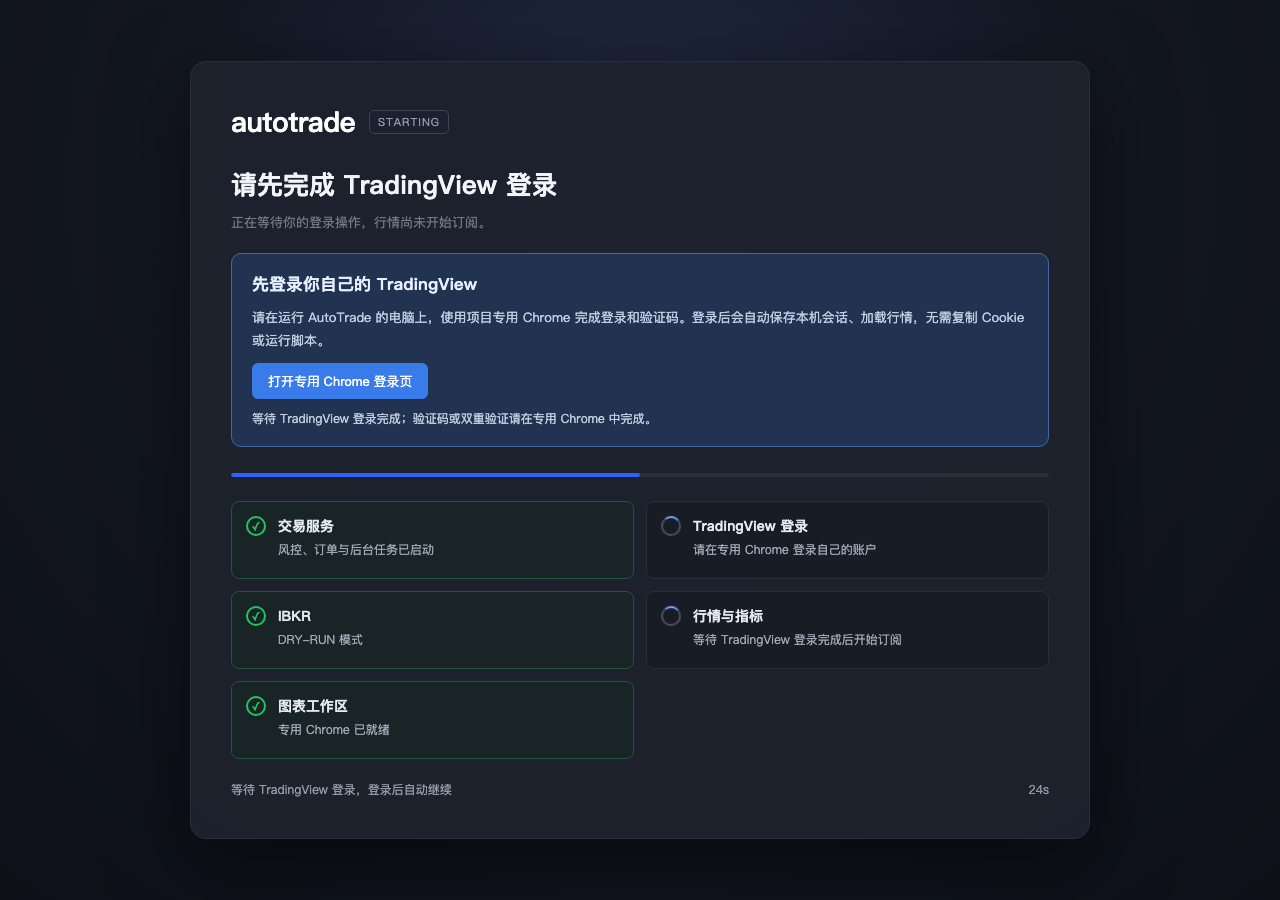 autotrade
STARTING
请先完成 TradingView 登录
正在等待你的登录操作，行情尚未开始订阅。
先登录你自己的 TradingView
请在运行 AutoTrade 的电脑上，使用项目专用 Chrome 完成登录和验证码。登录后会自动保存本机会话、加载行情，无需复制 Cookie
或运行脚本。
打开专用 Chrome 登录页
等待 TradingView 登录完成；验证码或双重验证请在专用 Chrome 中完成。
交易服务
风控、订单与后台任务已启动
TradingView 登录
请在专用 Chrome 登录自己的账户
IBKR
DRY-RUN 模式
行情与指标
等待 TradingView 登录完成后开始订阅
图表工作区
专用 Chrome 已就绪
等待 TradingView 登录，登录后自动继续
24s